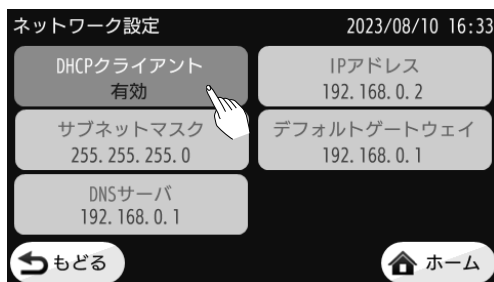 ネットワーク設定 2023/08/10 16:33
DHCPクライアント
有効
IPアドレス
192.168.0.2
サブネットマスク
255.255.255.0
デフォルトゲートウェイ
192.168.0.1
DNSサーバ
192.168.0.1
もどる
ホーム